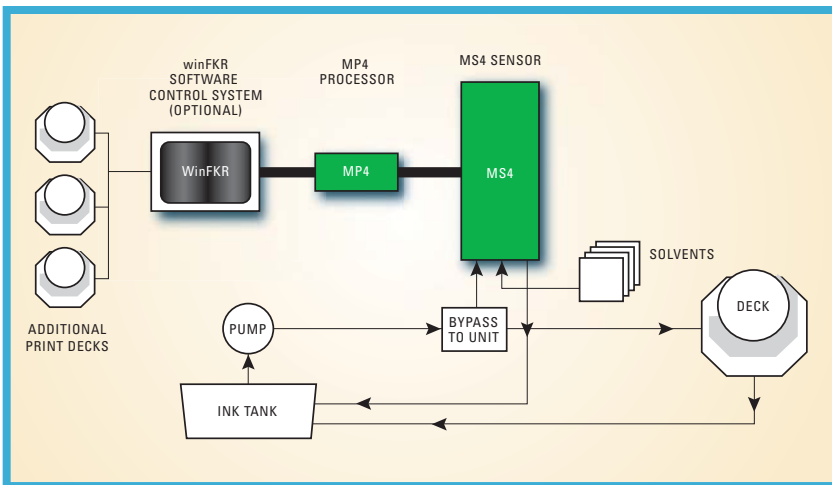 winFKR
SOFTWARE
CONTROL SYSTEM
(OPTIONAL)
MP4
PROCESSOR
MS4 SENSOR
WinFKR
MP4
MS4
SOLVENTS
ADDITIONAL
PRINT DECKS
PUMP
BYPASS
TO UNIT
DECK
INK TANK